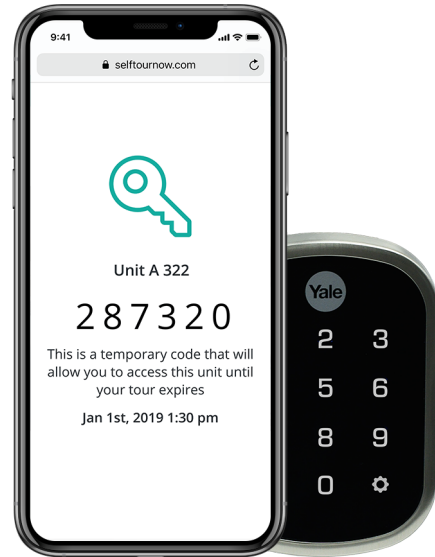 9:41
selftournow.com
Unit A 322
287320
This is a temporary code that will
allow you to access this unit until
your tour expires
Jan 1st, 2019 1:30 pm
Yale
2 3
5 6
8 9
0